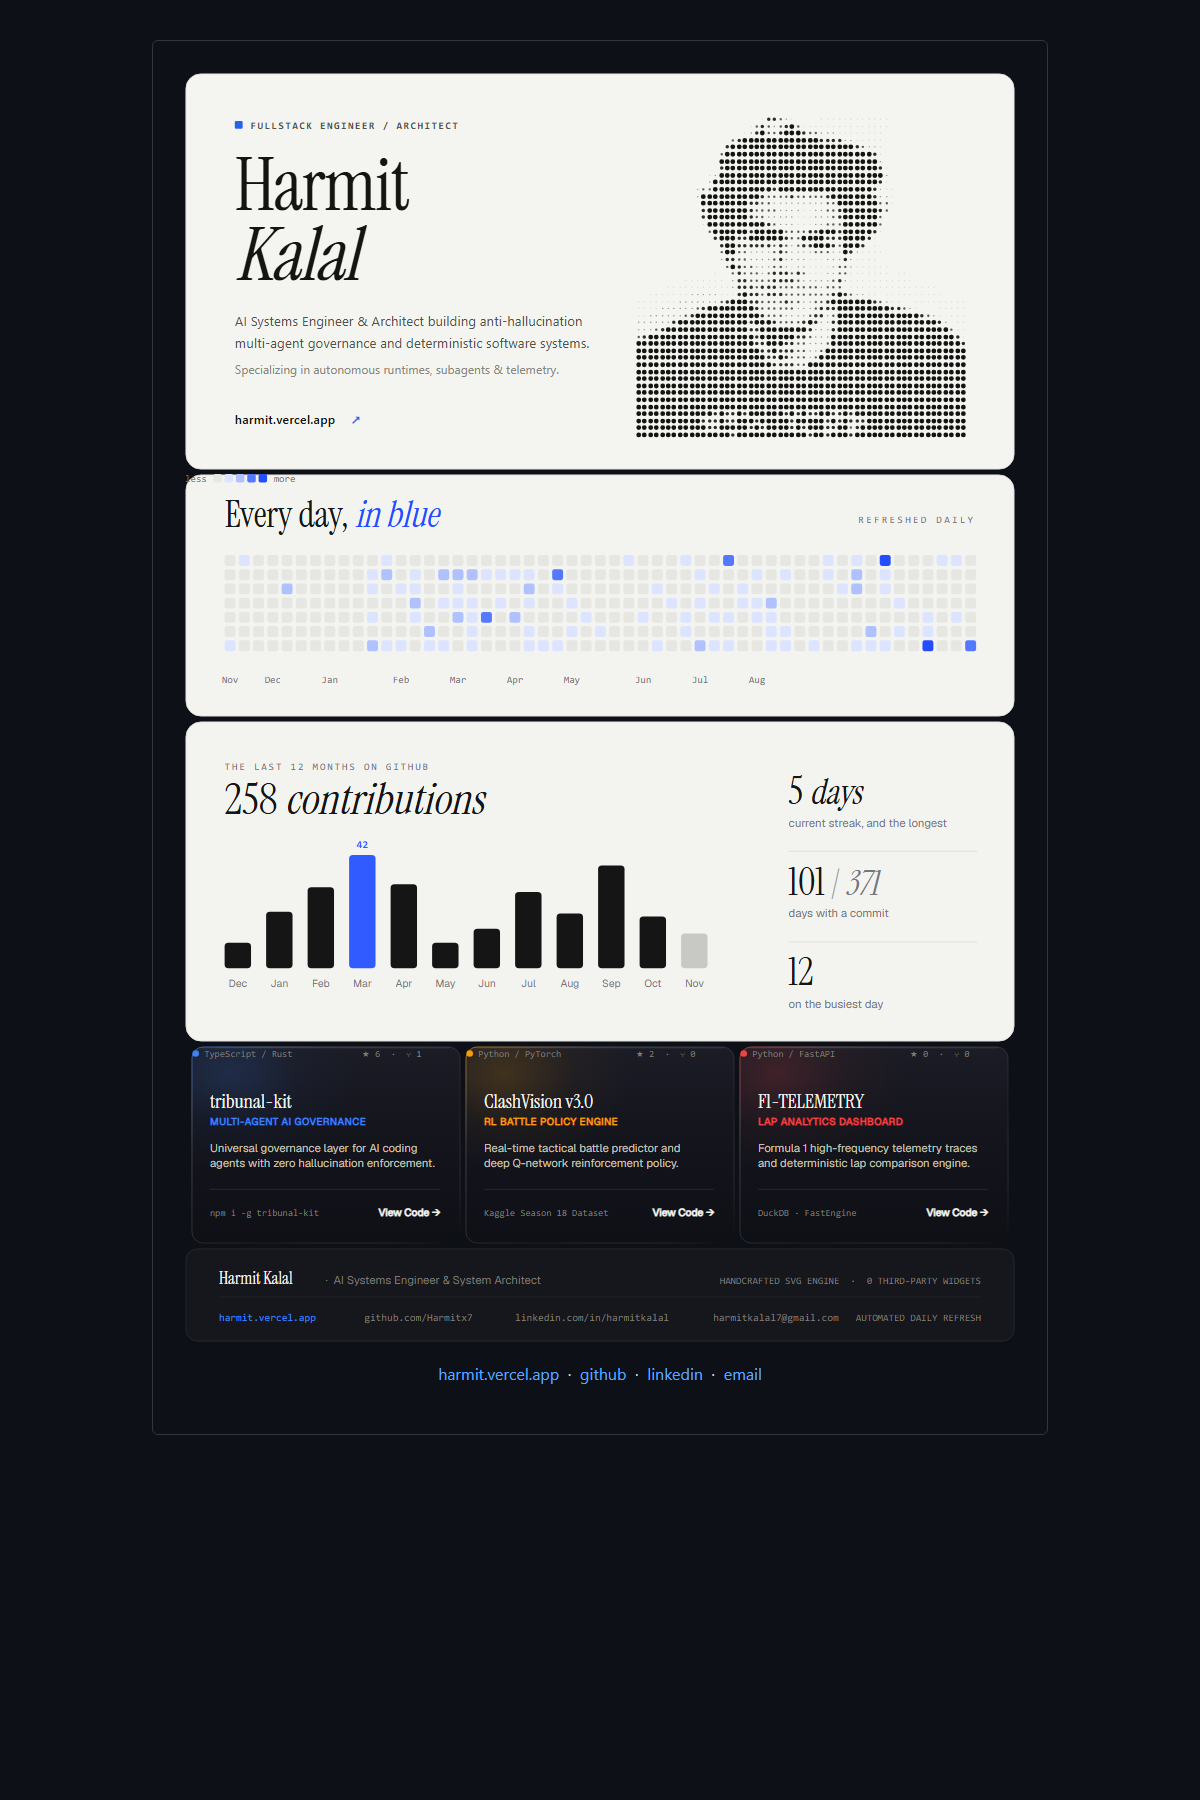 FULLSTACK ENGINEER / ARCHITECT
Harmit
Kalal
AI Systems Engineer & Architect building anti-hallucination
multi-agent governance and deterministic software systems.
Specializing in autonomous runtimes, subagents & telemetry.
harmit.vercel.app ↗
less more
Every day, in blue
REFRESHED DAILY
Nov Dec Jan Feb Mar Apr May Jun Jul Aug
THE LAST 12 MONTHS ON GITHUB
258 contributions
42
Dec Jan Feb Mar Apr May Jun Jul Aug Sep Oct Nov
5 days
current streak, and the longest
101 / 371
days with a commit
12
on the busiest day
TypeScript / Rust ★ 6 · ⑂ 1
tribunal-kit
MULTI-AGENT AI GOVERNANCE
Universal governance layer for AI coding
agents with zero hallucination enforcement.
npm i -g tribunal-kit View Code →
Python / PyTorch ★ 2 · ⑂ 0
ClashVision v3.0
RL BATTLE POLICY ENGINE
Real-time tactical battle predictor and
deep Q-network reinforcement policy.
Kaggle Season 18 Dataset View Code →
Python / FastAPI ★ 0 · ⑂ 0
F1-TELEMETRY
LAP ANALYTICS DASHBOARD
Formula 1 high-frequency telemetry traces
and deterministic lap comparison engine.
DuckDB · FastEngine View Code →
Harmit Kalal · AI Systems Engineer & System Architect HANDCRAFTED SVG ENGINE · 0 THIRD-PARTY WIDGETS
harmit.vercel.app github.com/Harmitx7 linkedin.com/in/harmitkalal harmitkalal7@gmail.com AUTOMATED DAILY REFRESH
harmit.vercel.app · github · linkedin · email